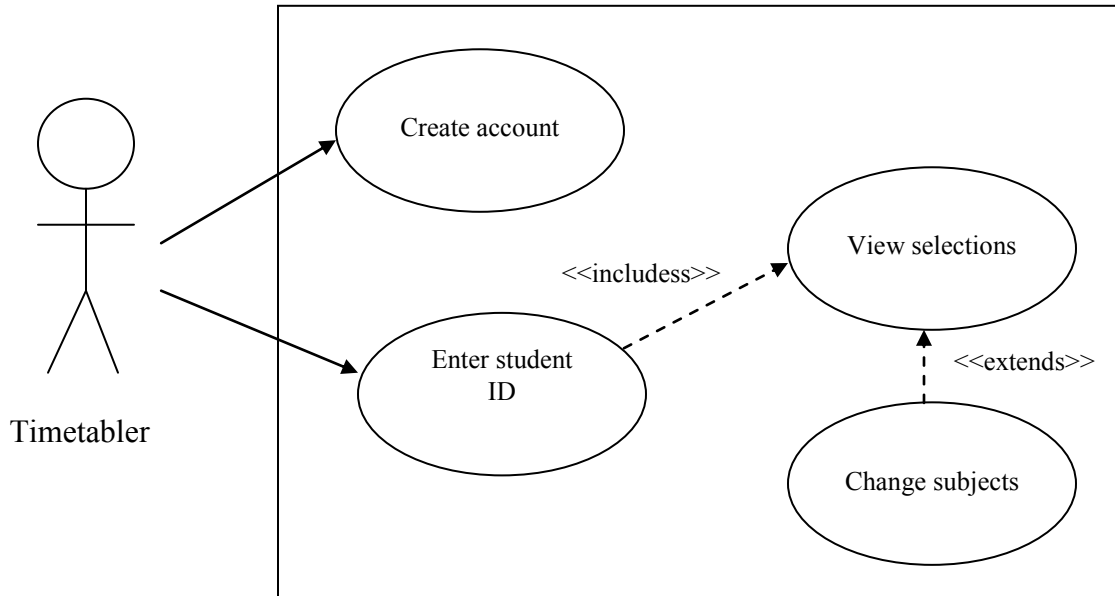 Create account
View selections
<<includess>>
Enter student
ID
<<extends>>
Timetabler
Change subjects